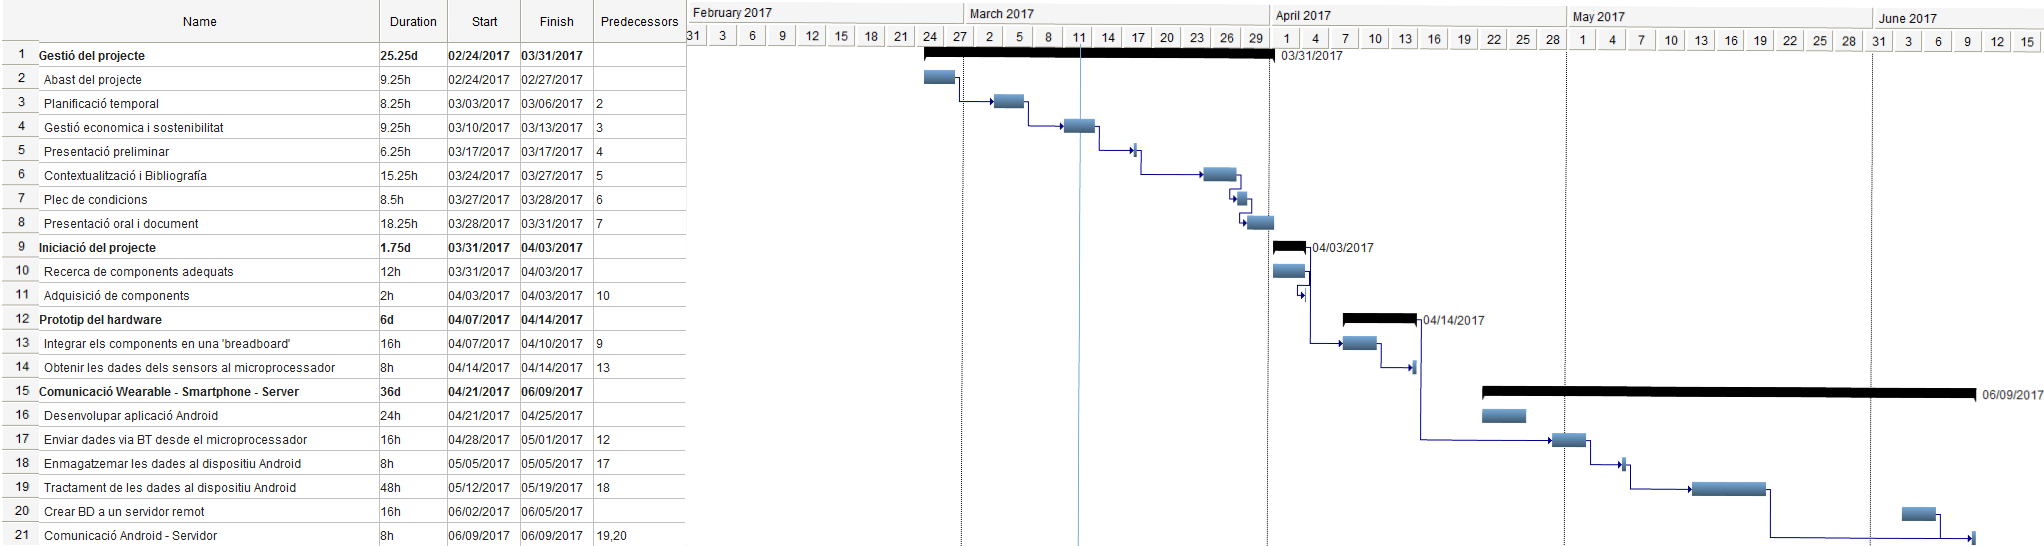 Name Duration Start Finish Predecessors
February 2017 March 2017 April 2017 May 2017 June 2017
31 3 6 9 12 15 18 21 24 27 2 5 8 11 14 17 20 23 26 29 1 4 7 10 13 16 19 22 25 28 1 4 7 10 13 16 19 22 25 28 31 3 6 9 12 15
1 Gestió del projecte 25.25d 02/24/2017 03/31/2017 03/31/2017
2 Abast del projecte 9.25h 02/24/2017 02/27/2017
3 Planificació temporal 8.25h 03/03/2017 03/06/2017 2
4 Gestió economica i sostenibilitat 9.25h 03/10/2017 03/13/2017 3
5 Presentació preliminar 6.25h 03/17/2017 03/17/2017 4
6 Contextualització i Bibliografía 15.25h 03/24/2017 03/27/2017 5
7 Plec de condicions 8.5h 03/27/2017 03/28/2017 6
8 Presentació oral i document 18.25h 03/28/2017 03/31/2017 7
9 Iniciació del projecte 1.75d 03/31/2017 04/03/2017 04/03/2017
10 Recerca de components adequats 12h 03/31/2017 04/03/2017
11 Adquisició de components 2h 04/03/2017 04/03/2017 10
12 Prototip del hardware 6d 04/07/2017 04/14/2017 04/14/2017
13 Integrar els components en una 'breadboard' 16h 04/07/2017 04/10/2017 9
14 Obtenir les dades dels sensors al microprocessador 8h 04/14/2017 04/14/2017 13
15 Comunicació Wearable - Smartphone - Server 36d 04/21/2017 06/09/2017 06/09/2017
16 Desenvolupar aplicació Android 24h 04/21/2017 04/25/2017
17 Enviar dades via BT desde el microprocessador 16h 04/28/2017 05/01/2017 12
18 Enmagatzemar les dades al dispositiu Android 8h 05/05/2017 05/05/2017 17
19 Tractament de les dades al dispositiu Android 48h 05/12/2017 05/19/2017 18
20 Crear BD a un servidor remot 16h 06/02/2017 06/05/2017
21 Comunicació Android - Servidor 8h 06/09/2017 06/09/2017 19,20